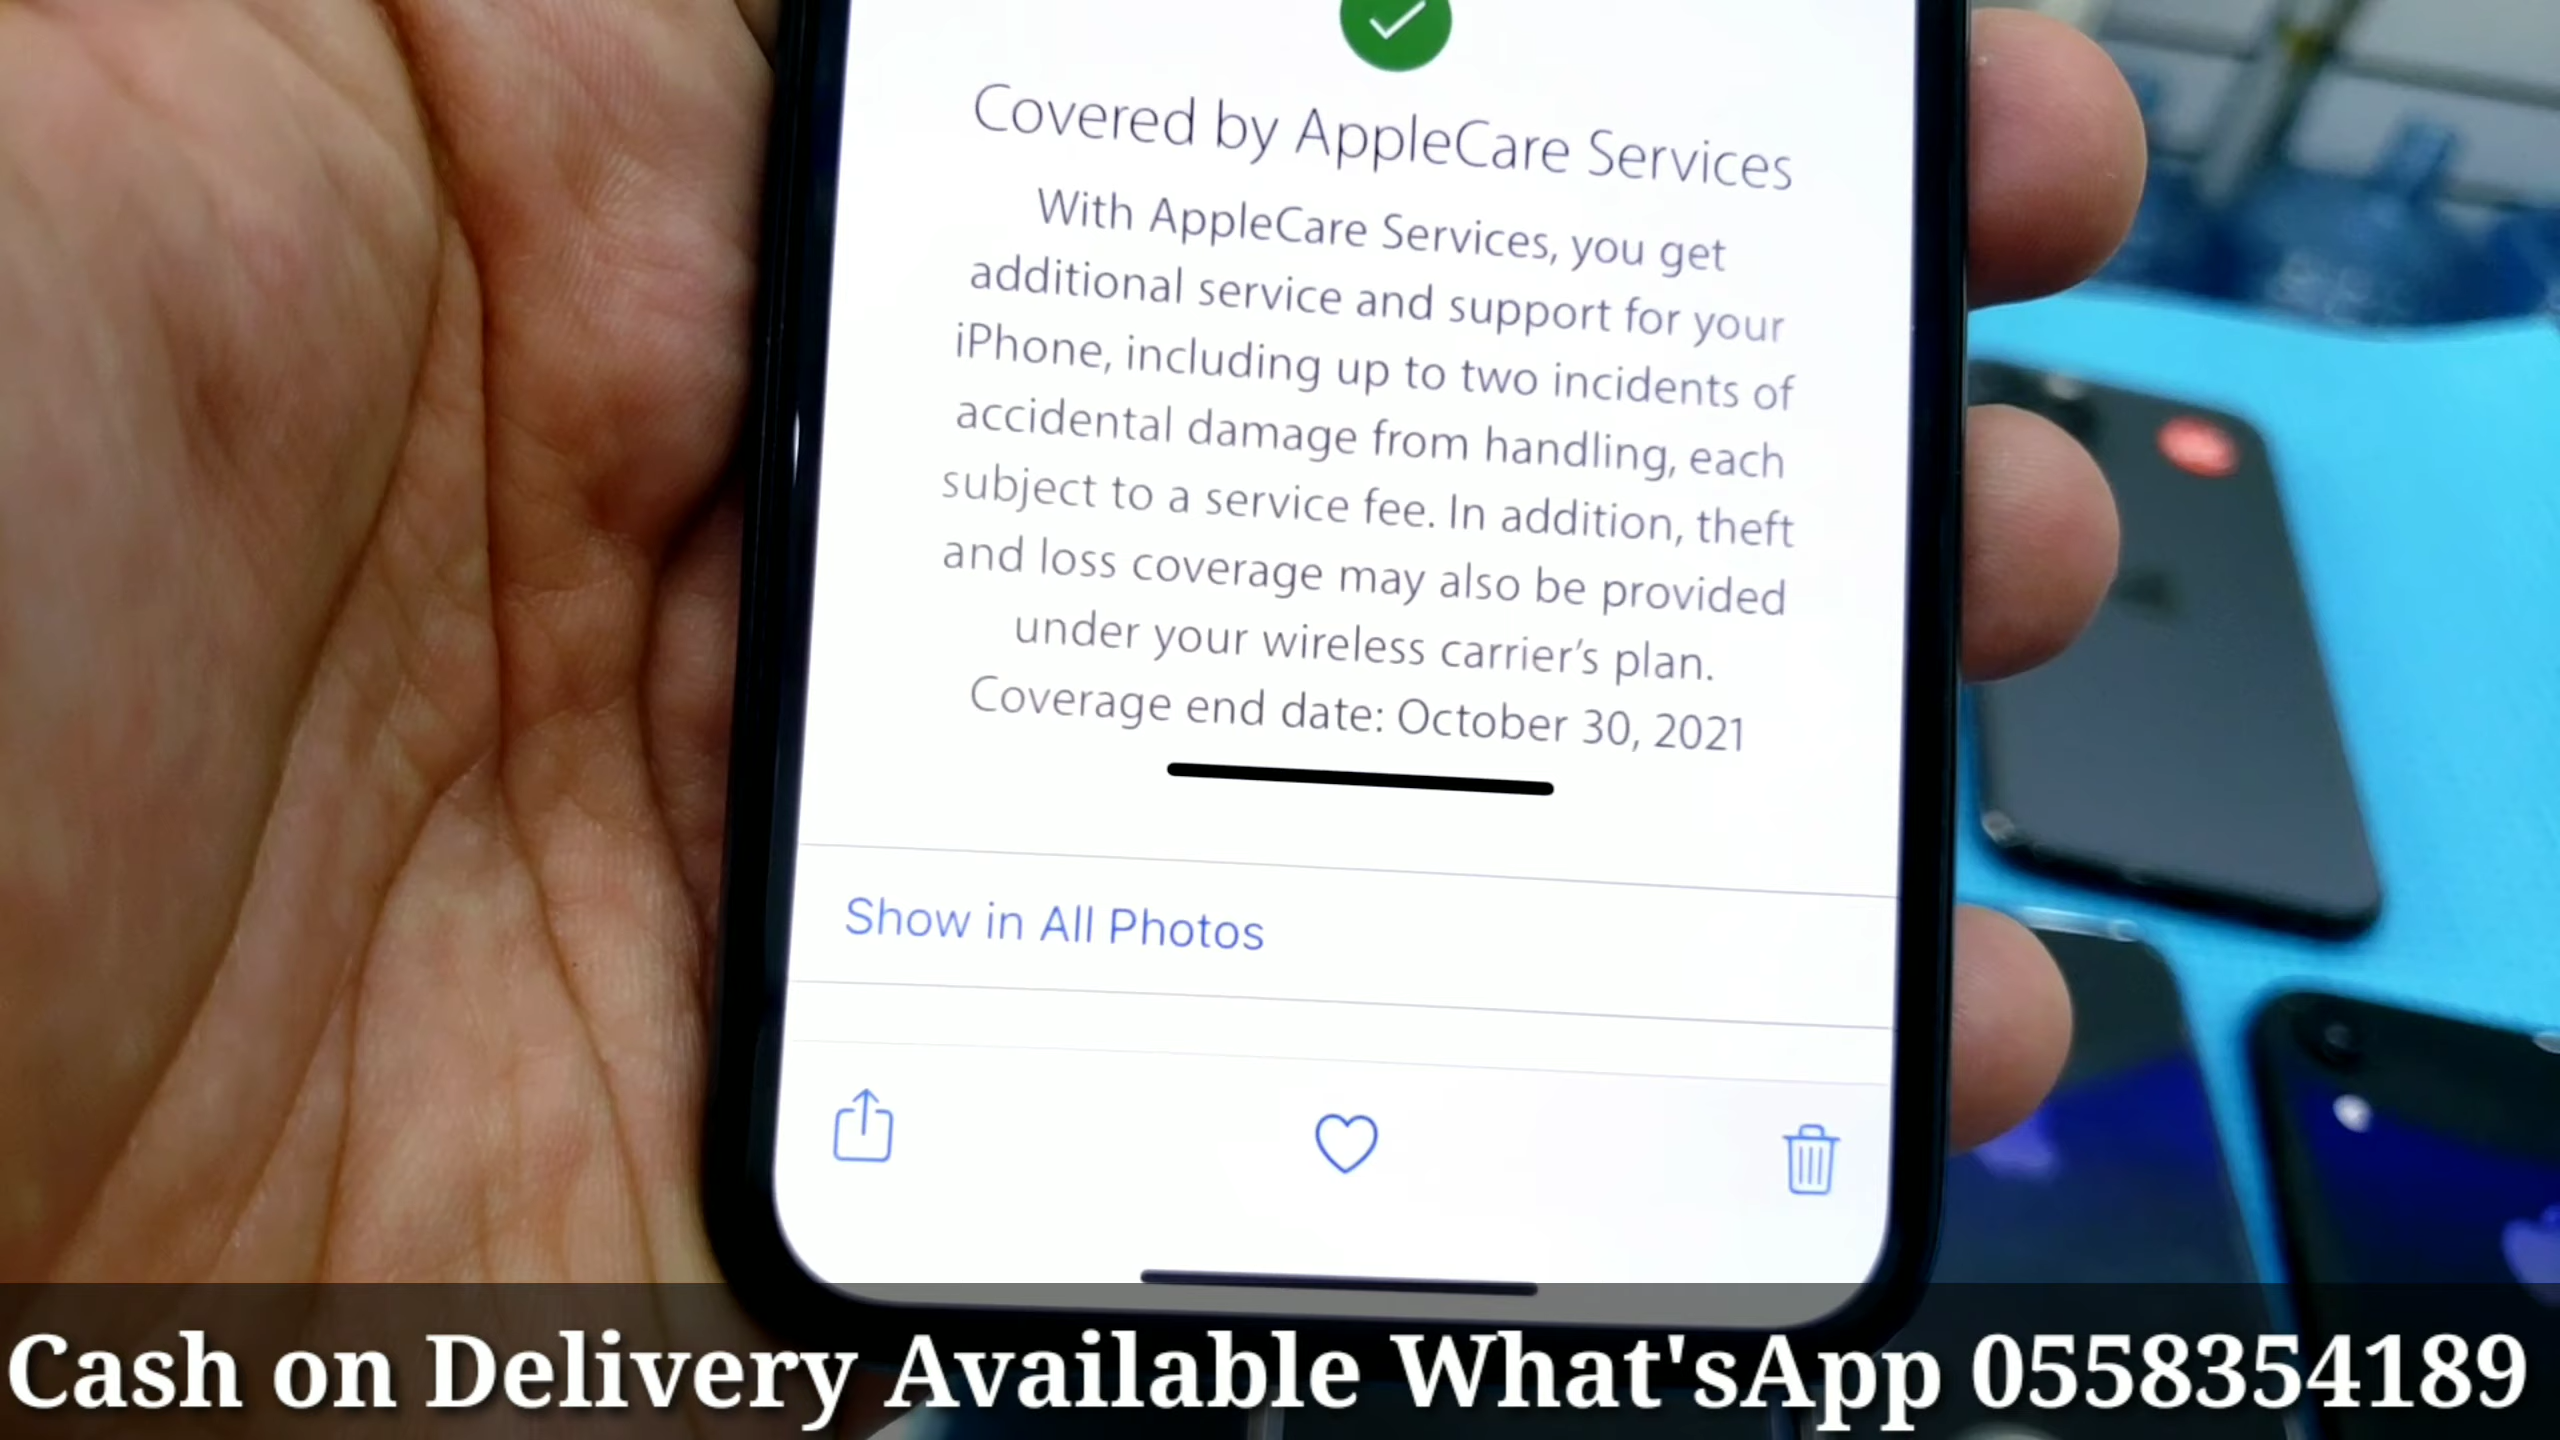 Covered by AppleCare Services
With AppleCare Services, you get
additional service and support for your
iPhone, including up to two incidents of
accidental damage from handling, each
subject to a service fee. In addition, theft
and loss coverage may also be provided
under your wireless carrier's plan.
Coverage end date: October 30, 2021
Show in All Photos
Cash on Delivery Available What'sApp 0558354189